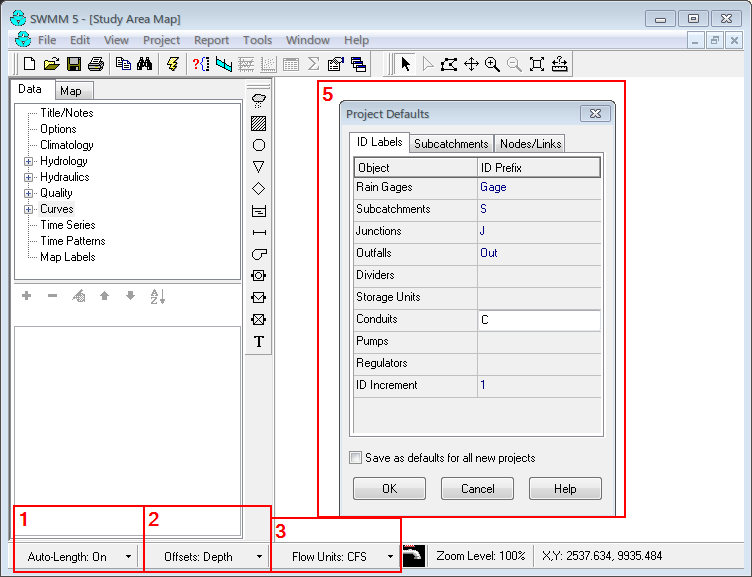 SWMM 5 - [Study Area Map]
File Edit View Project Report Tools Window Help
Data Map
Title/Notes
Options
Climatology
Hydrology
Hydraulics
Quality
Curves
Time Series
Time Patterns
Map Labels
T
5
Project Defaults
ID Labels Subcatchments Nodes/Links
Object ID Prefix
Rain Gages Gage
Subcatchments S
Junctions J
Outfalls Out
Dividers
Storage Units
Conduits C
Pumps
Regulators
ID Increment 1
Save as defaults for all new projects
OK Cancel Help
1 2 3
Auto-Length: On Offsets: Depth Flow Units: CFS Zoom Level: 100% X,Y: 2537.634, 9935.484